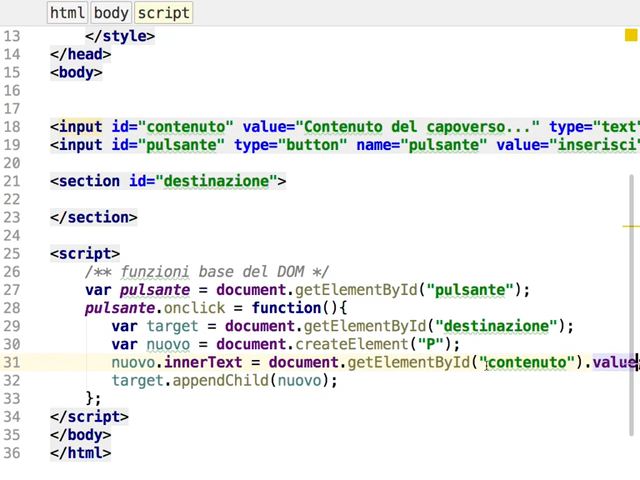 html body script
13 </style>
14 </head>
15 <body>
16
17
18 <input id="contenuto" value="Contenuto del capoverso..." type="text"
19 <input id="pulsante" type="button" name="pulsante" value="inserisci"
20
21 <section id="destinazione">
22
23 </section>
24
25 <script>
26 /** funzioni base del DOM */
27 var pulsante = document.getElementById("pulsante");
28 pulsante.onclick = function(){
29 var target = document.getElementById("destinazione");
30 var nuovo = document.createElement("P");
31 nuovo.innerText = document.getElementById("contenuto").value;
32 target.appendChild(nuovo);
33 };
34 </script>
35 </body>
36 </html>